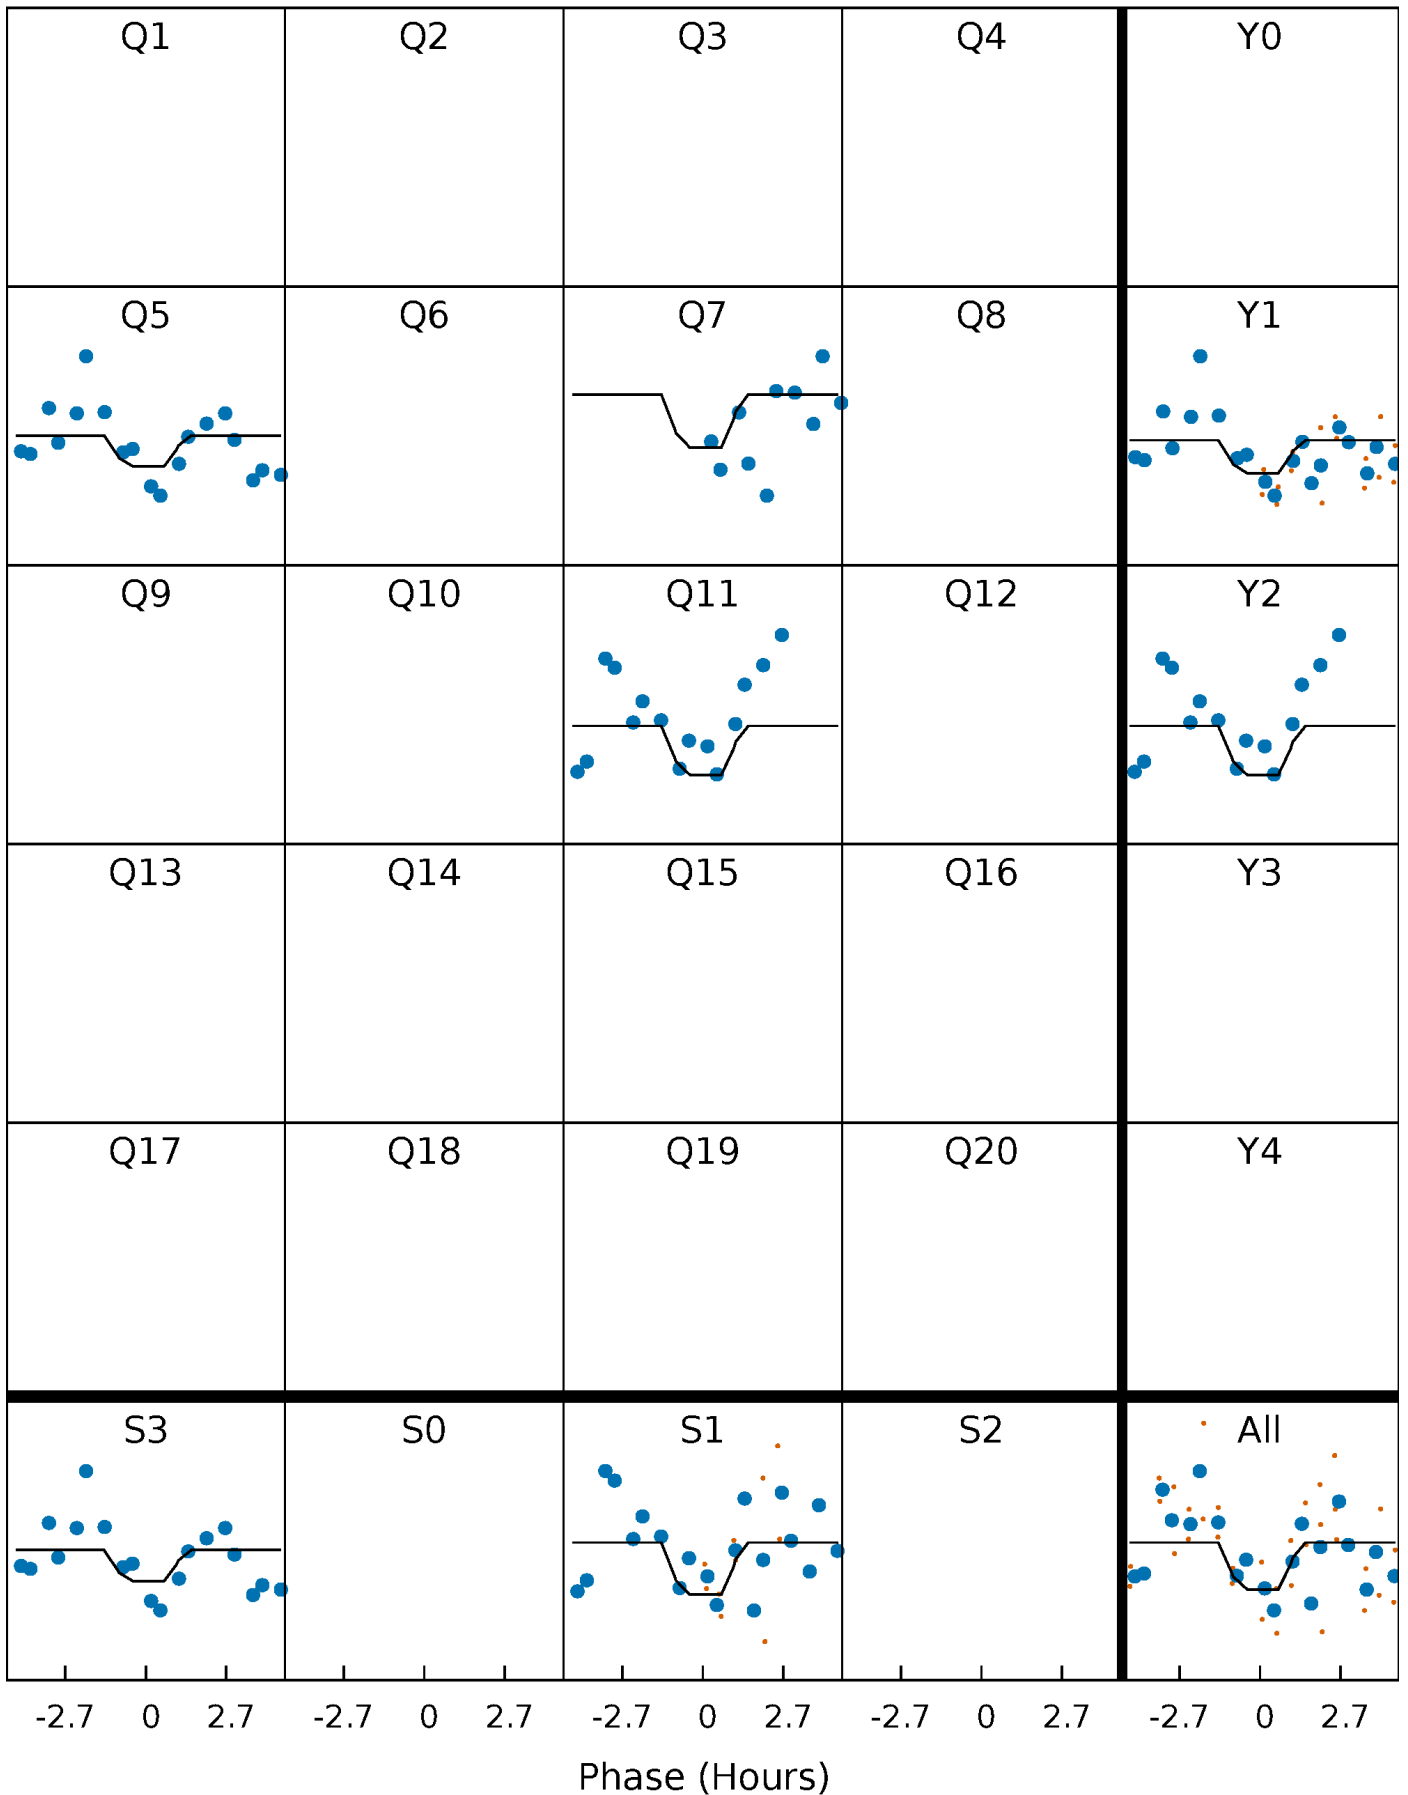 Q1 Q2 Q3 Q4 Y0
Q5 Q6 Q7 Q8 Y1
Q9 Q10 Q11 Q12 Y2
Q13 Q14 Q15 Q16 Y3
Q17 Q18 Q19 Q20 Y4
S3 S0 S1 S2 All
-2.7 0 2.7 -2.7 0 2.7 -2.7 0 2.7 -2.7 0 2.7 -2.7 0 2.7
Phase (Hours)